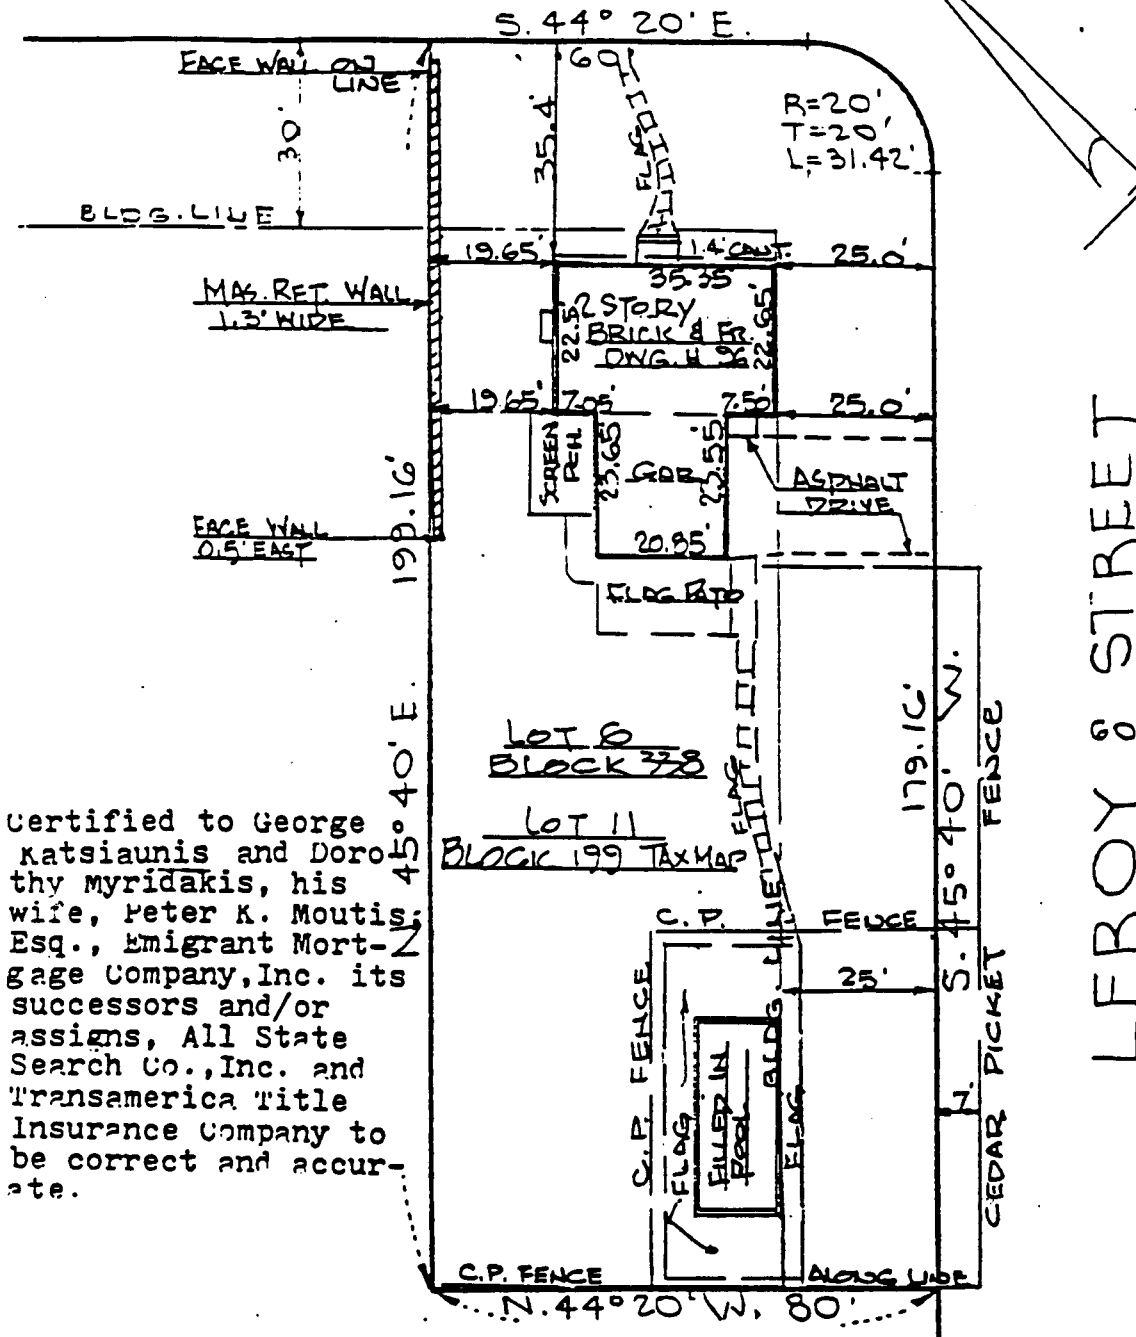 S. 44° 20' E.
60'
FACE WALL ON
LINE
30'
35.4'
FLAG
R=20'
T=20'
L=31.42'
BLDG. LINE
19.65'
1.4' CANT.
25.0'
35.35'
MAS. RET. WALL
1.3' WIDE
2 STORY
BRICK & FR.
DWG. # 96
22.5'
22.65'
19.65'
7.05'
7.50'
25.0'
SCREEN
PCH.
23.65'
GAR.
23.55'
ASPHALT
DRIVE
FACE WALL
0.5' EAST
199.16'
20.85'
FLAG PATIO
LEROY STREET
N. 45° 40' E.
179.16'
S. 45° 40' W.
LOT 6
BLOCK 338
LOT 11
BLOCK 199 TAX MAP
FLAG
Certified to George
Katsiaunis and Doro-
thy Myridakis, his
wife, Peter K. Moutis,
Esq., Emigrant Mort-
gage Company,Inc. its
successors and/or
assigns, All State
Search Co.,Inc. and
Transamerica Title
Insurance Company to
be correct and accur-
ate.
C. P. FENCE
C. P. FENCE
BLDG. LINE
25'
FLAG
FILLED IN
POOL
FLAG
7.'
CEDAR PICKET FENCE
C.P. FENCE ALONG LINE
N. 44° 20' W. 80'